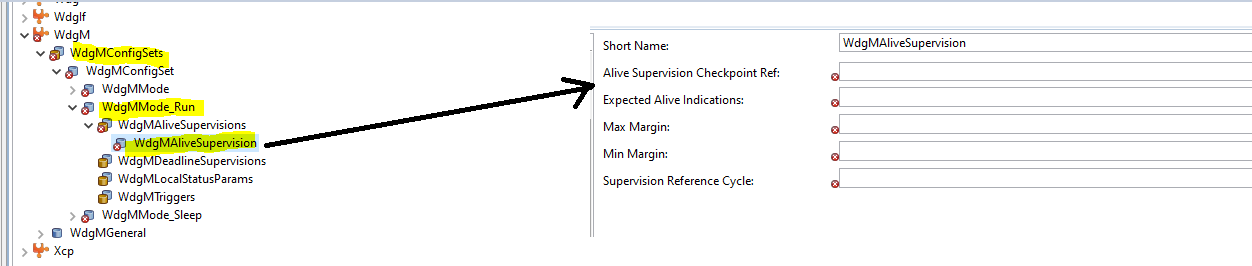 WdgIf
WdgM
WdgMConfigSets
WdgMConfigSet
WdgMMode
WdgMMode_Run
WdgMAliveSupervisions
WdgMAliveSupervision
WdgMDeadlineSupervisions
WdgMLocalStatusParams
WdgMTriggers
WdgMMode_Sleep
WdgMGeneral
Xcp
Short Name: WdgMAliveSupervision
Alive Supervision Checkpoint Ref:
Expected Alive Indications:
Max Margin:
Min Margin:
Supervision Reference Cycle: